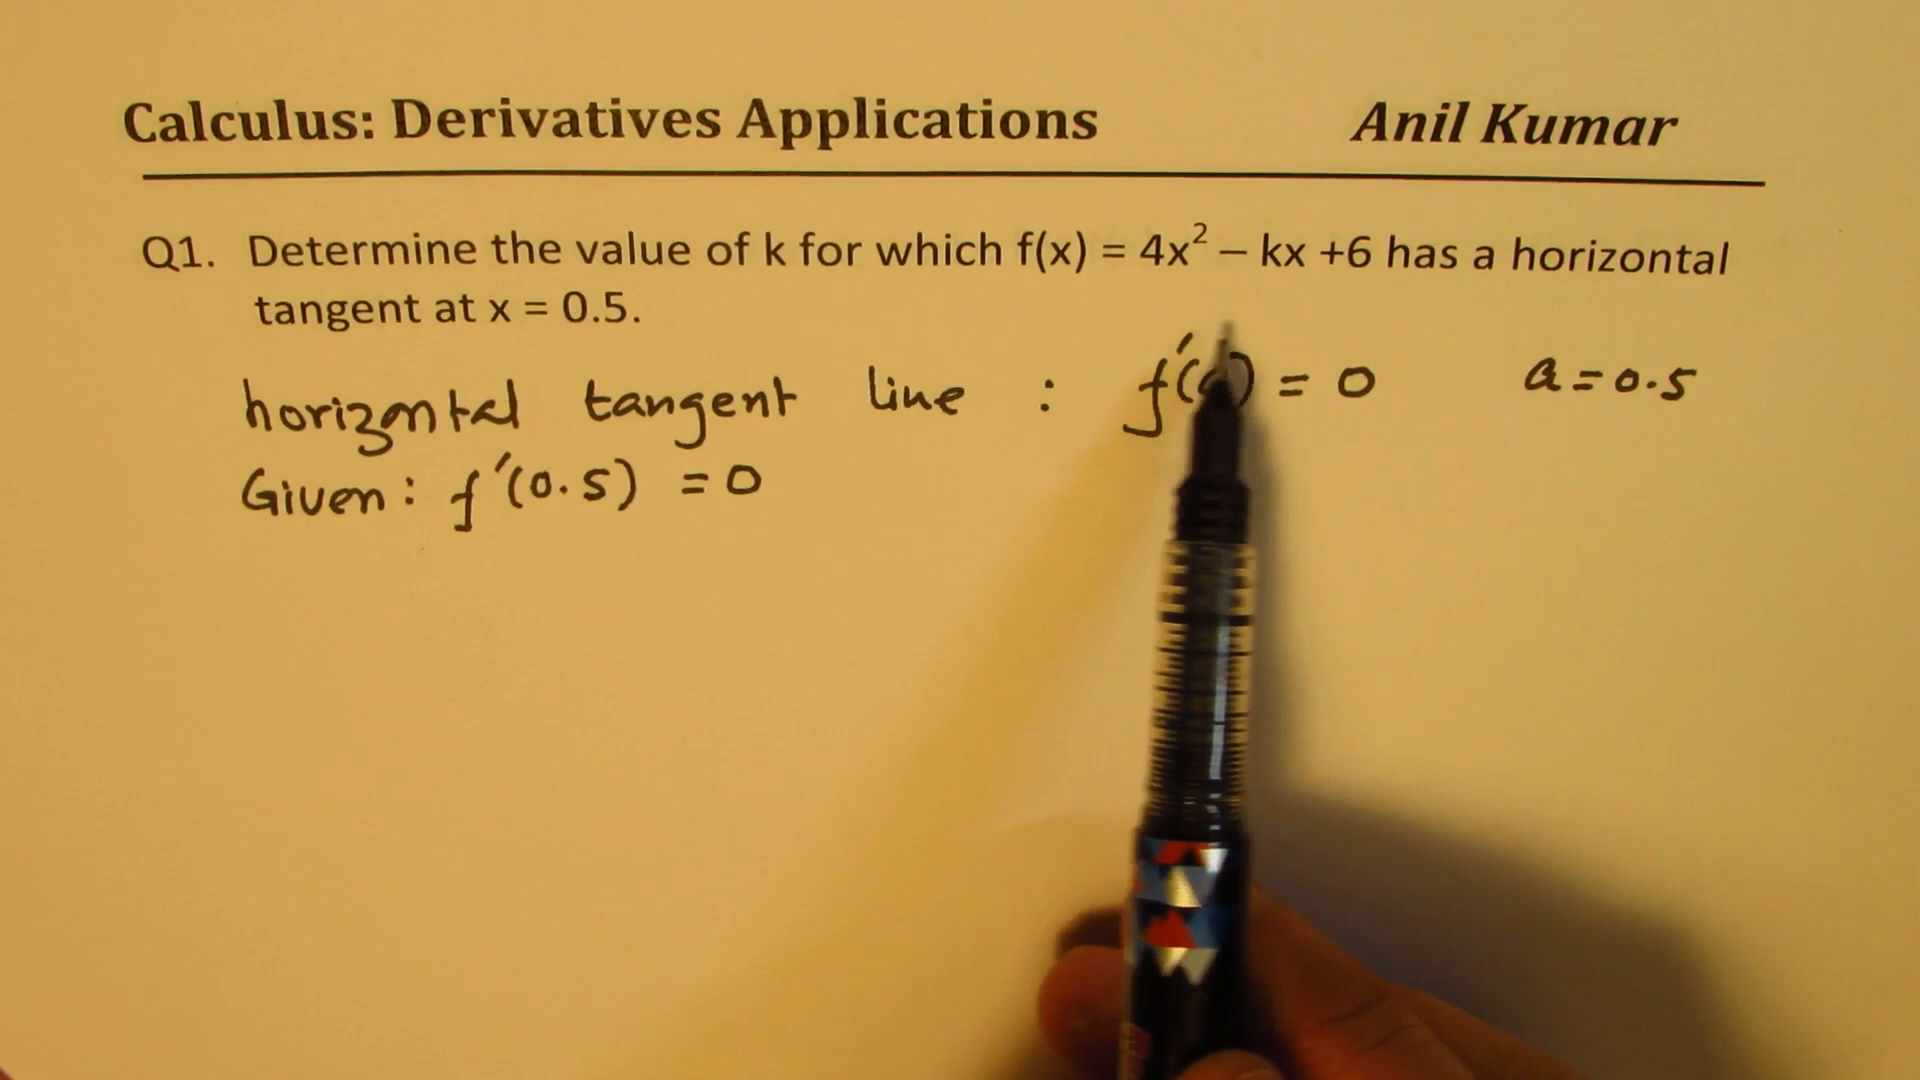 Calculus: Derivatives Applications Anil Kumar
Q1. Determine the value of k for which f(x) = 4x² – kx +6 has a horizontal
tangent at x = 0.5.
horizontal tangent line : f′( ) = 0 a = 0.5
Given: f′(0.5) = 0